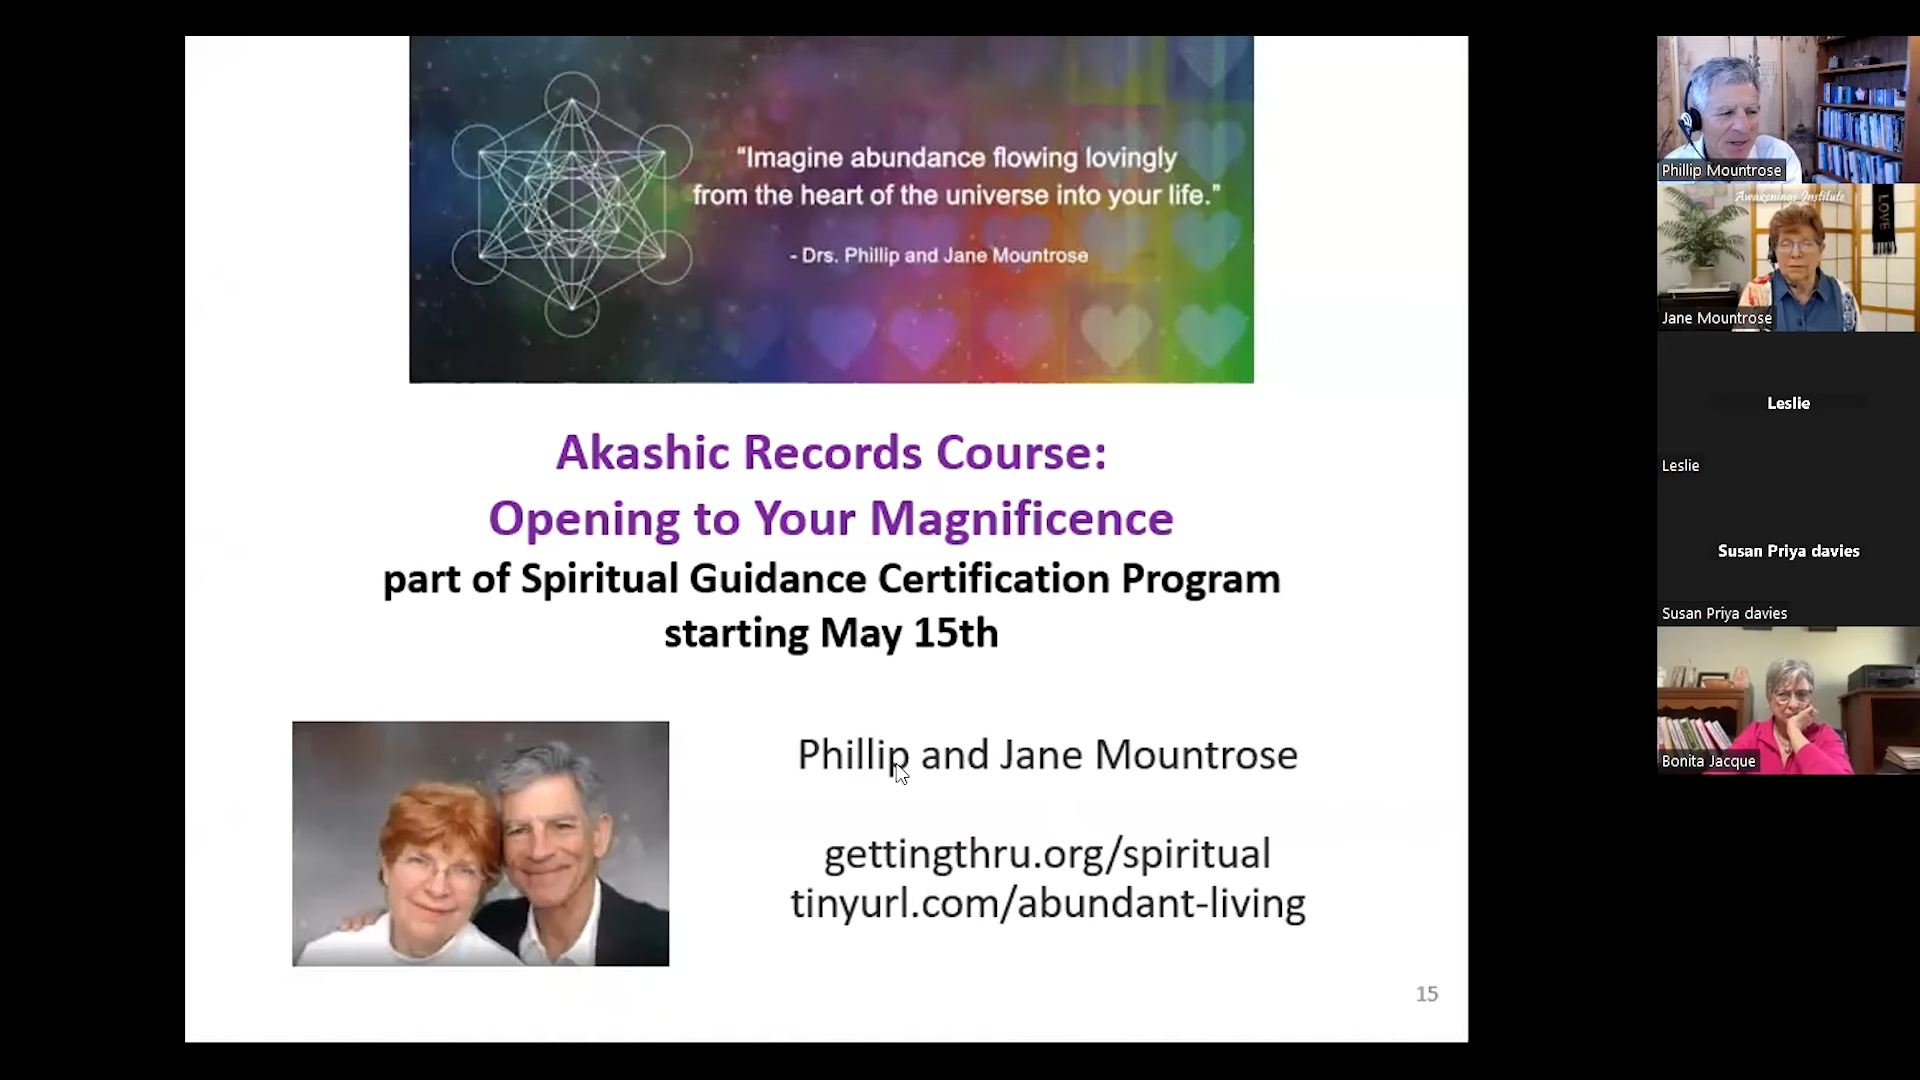 “Imagine abundance flowing lovingly
from the heart of the universe into your life.”
- Drs. Phillip and Jane Mountrose
Akashic Records Course:
Opening to Your Magnificence
part of Spiritual Guidance Certification Program
starting May 15th
Phillip and Jane Mountrose
gettingthru.org/spiritual
tinyurl.com/abundant-living
15
Phillip Mountrose
Awakenings Institute
LOVE
Jane Mountrose
Leslie
Leslie
Susan Priya davies
Susan Priya davies
Bonita Jacque